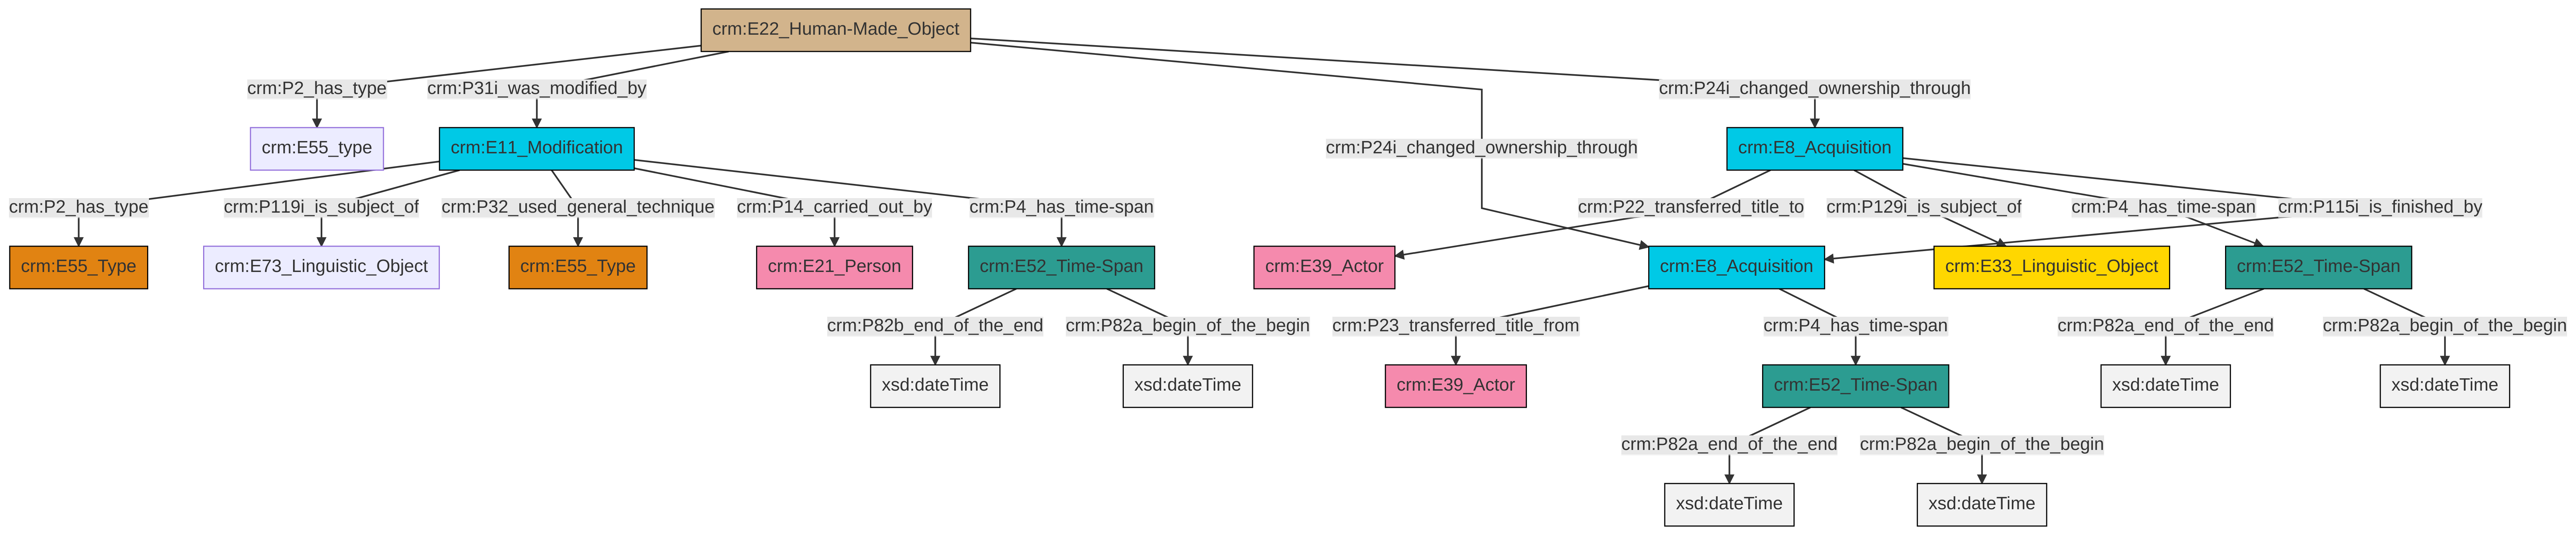 crm:E22_Human-Made_Object
crm:P2_has_type
crm:P31i_was_modified_by
crm:P24i_changed_ownership_through
crm:E55_type
crm:E11_Modification
crm:P24i_changed_ownership_through
crm:E8_Acquisition
crm:P2_has_type
crm:P119i_is_subject_of
crm:P32_used_general_technique
crm:P14_carried_out_by
crm:P4_has_time-span
crm:P22_transferred_title_to
crm:P129i_is_subject_of
crm:P4_has_time-span
crm:P115i_is_finished_by
crm:E55_Type
crm:E73_Linguistic_Object
crm:E55_Type
crm:E21_Person
crm:E52_Time-Span
crm:E39_Actor
crm:E8_Acquisition
crm:E33_Linguistic_Object
crm:E52_Time-Span
crm:P82b_end_of_the_end
crm:P82a_begin_of_the_begin
crm:P23_transferred_title_from
crm:P4_has_time-span
crm:P82a_end_of_the_end
crm:P82a_begin_of_the_begin
xsd:dateTime
xsd:dateTime
crm:E39_Actor
crm:E52_Time-Span
xsd:dateTime
xsd:dateTime
crm:P82a_end_of_the_end
crm:P82a_begin_of_the_begin
xsd:dateTime
xsd:dateTime